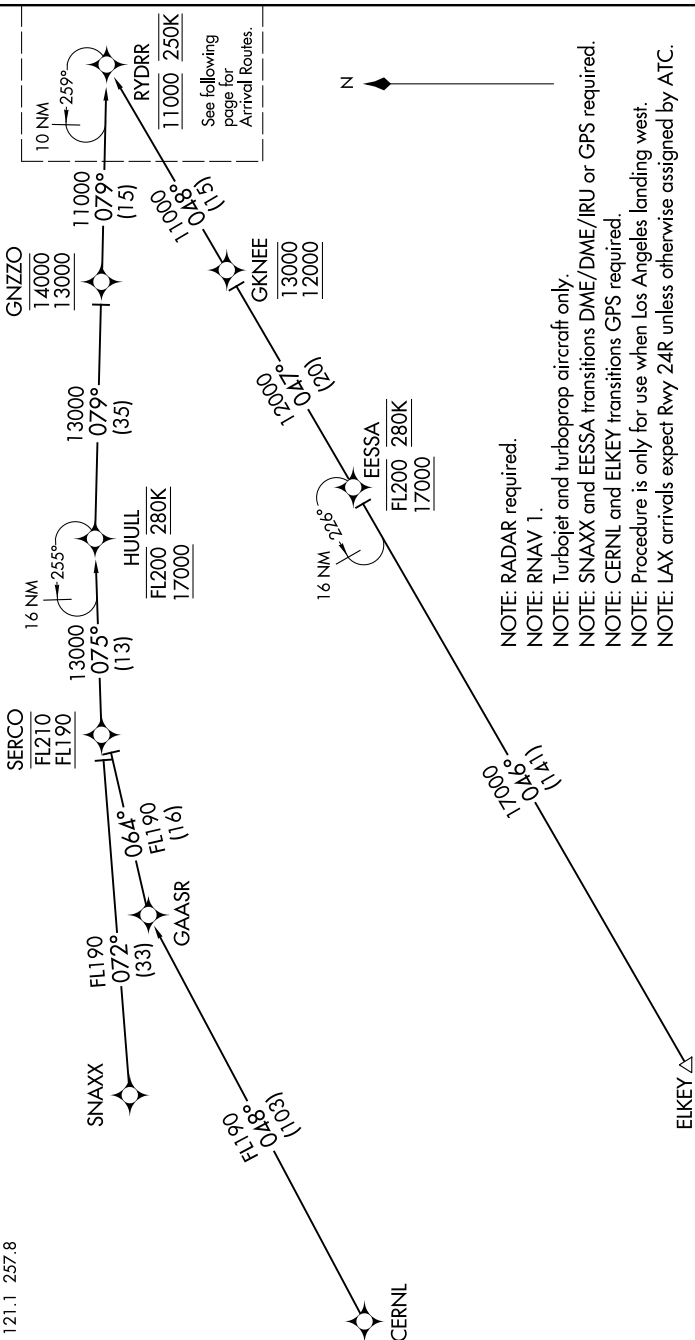 121.1 257.8
SNAXX
FL190
072°
(33)
CERNL
FL190
048°
(103)
GAASR
064°
FL190
(16)
SERCO
FL210
FL190
13000
075°
(13)
16 NM
255°
HUULL
FL200 280K
17000
13000
079°
(35)
GNZZO
14000
13000
11000
079°
(15)
10 NM
259°
RYDRR
11000 250K
See following
page for
Arrival Routes.
ELKEY
17000
046°
(141)
16 NM
226°
EESSA
FL200 280K
17000
12000
047°
(20)
GKNEE
13000
12000
11000
048°
(15)
N
NOTE: RADAR required.
NOTE: RNAV 1.
NOTE: Turbojet and turboprop aircraft only.
NOTE: SNAXX and EESSA transitions DME/DME/IRU or GPS required.
NOTE: CERNL and ELKEY transitions GPS required.
NOTE: Procedure is only for use when Los Angeles landing west.
NOTE: LAX arrivals expect Rwy 24R unless otherwise assigned by ATC.